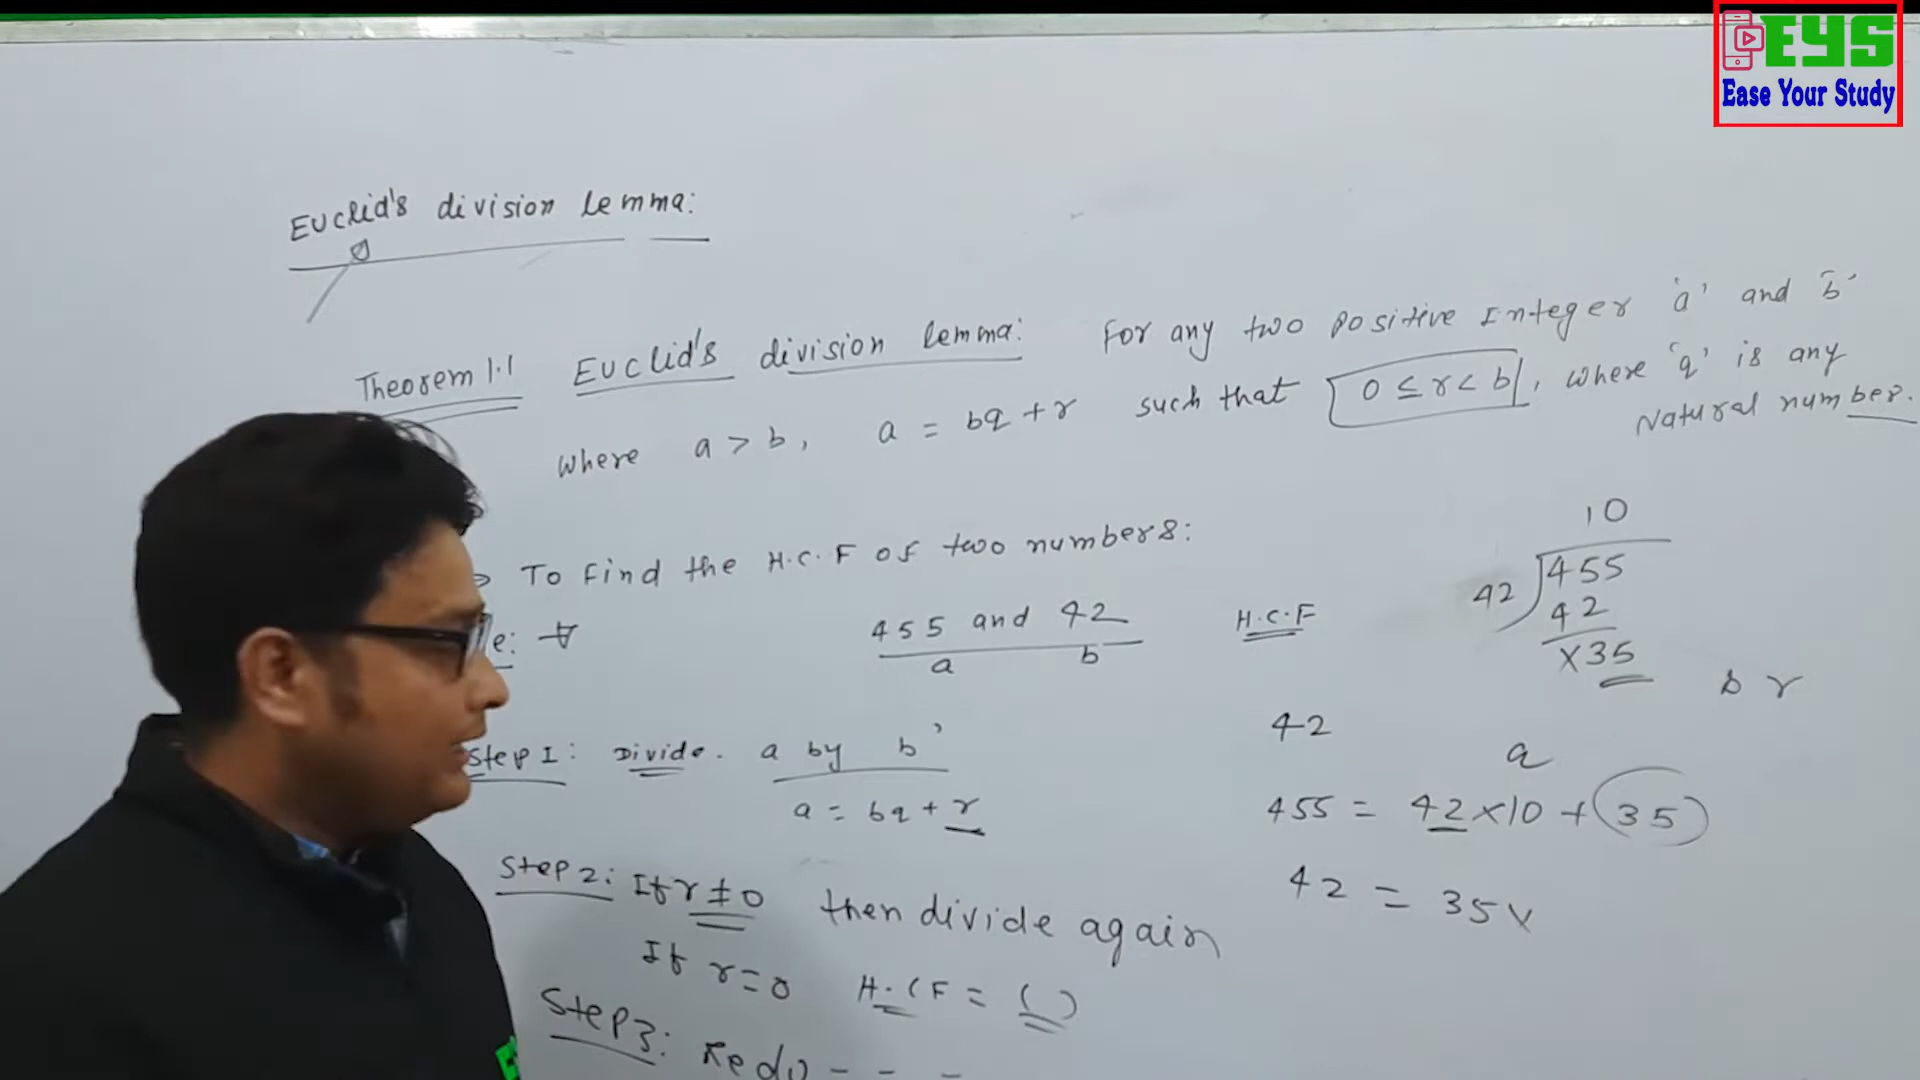 EYS
Ease Your Study
Euclid's division lemma:
Theorem 1.1 Euclid's division lemma: For any two positive Integer 'a' and 'b'
where a > b, a = bq + r such that 0 ≤ r < b, where 'q' is any
Natural number.
To find the H.C.F of two numbers:
e: ∀ 455 and 42 H.C.F
a b
10
42 455
42
×35
r
Step 1: Divide. a by b'
a = bq + r
Step 2: If r ≠ 0 then divide again
If r = 0 H.CF = ( )
Step 3: Redo - - -
42
a
455 = 42 × 10 + 35
42 = 35